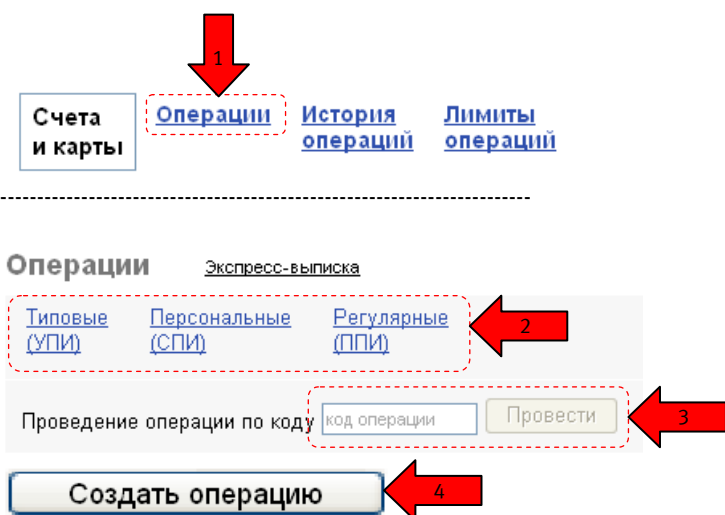 1
Счета Операции История Лимиты
и карты операций операций
Операции Экспресс-выписка
Типовые Персональные Регулярные
(УПИ) (СПИ) (ППИ)
2
Проведение операции по коду код операции Провести 3
Создать операцию 4